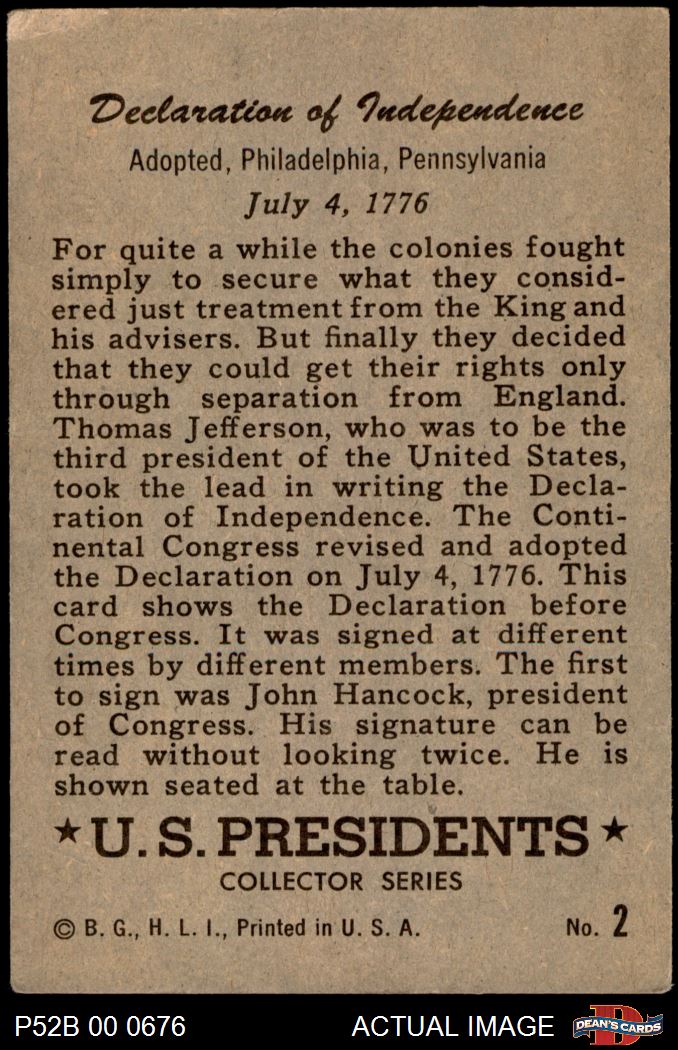 Declaration of Independence
Adopted, Philadelphia, Pennsylvania
July 4, 1776
For quite a while the colonies fought
simply to secure what they consid-
ered just treatment from the King and
his advisers. But finally they decided
that they could get their rights only
through separation from England.
Thomas Jefferson, who was to be the
third president of the United States,
took the lead in writing the Decla-
ration of Independence. The Conti-
nental Congress revised and adopted
the Declaration on July 4, 1776. This
card shows the Declaration before
Congress. It was signed at different
times by different members. The first
to sign was John Hancock, president
of Congress. His signature can be
read without looking twice. He is
shown seated at the table.
★ U. S. PRESIDENTS ★
COLLECTOR SERIES
© B. G., H. L. I., Printed in U. S. A. No. 2
P52B 00 0676 ACTUAL IMAGE D DEAN'S CARDS